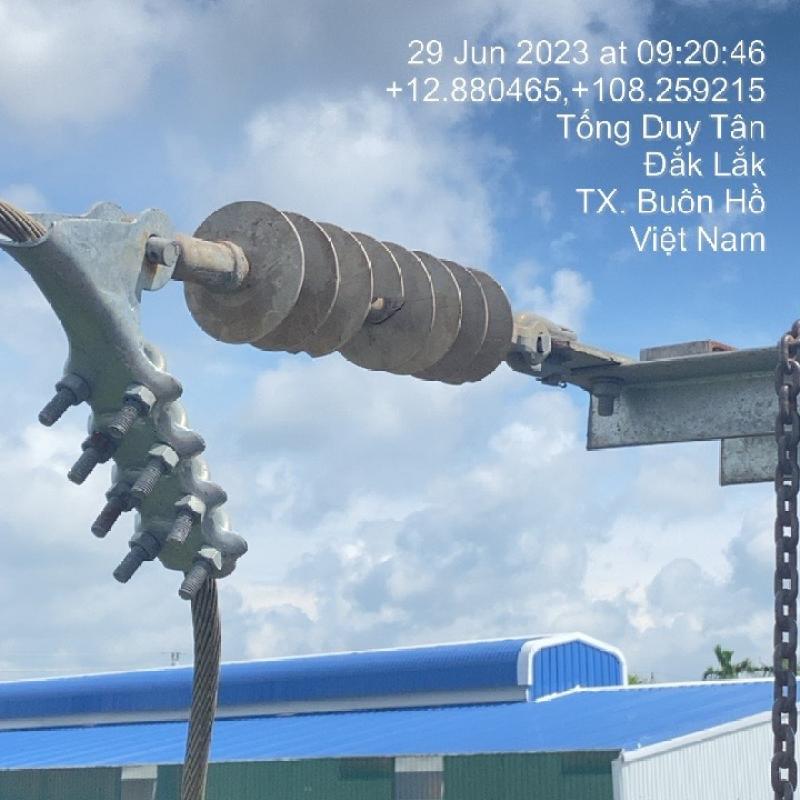 29 Jun 2023 at 09:20:46
+12.880465,+108.259215
Tống Duy Tân
Đắk Lắk
TX. Buôn Hồ
Việt Nam